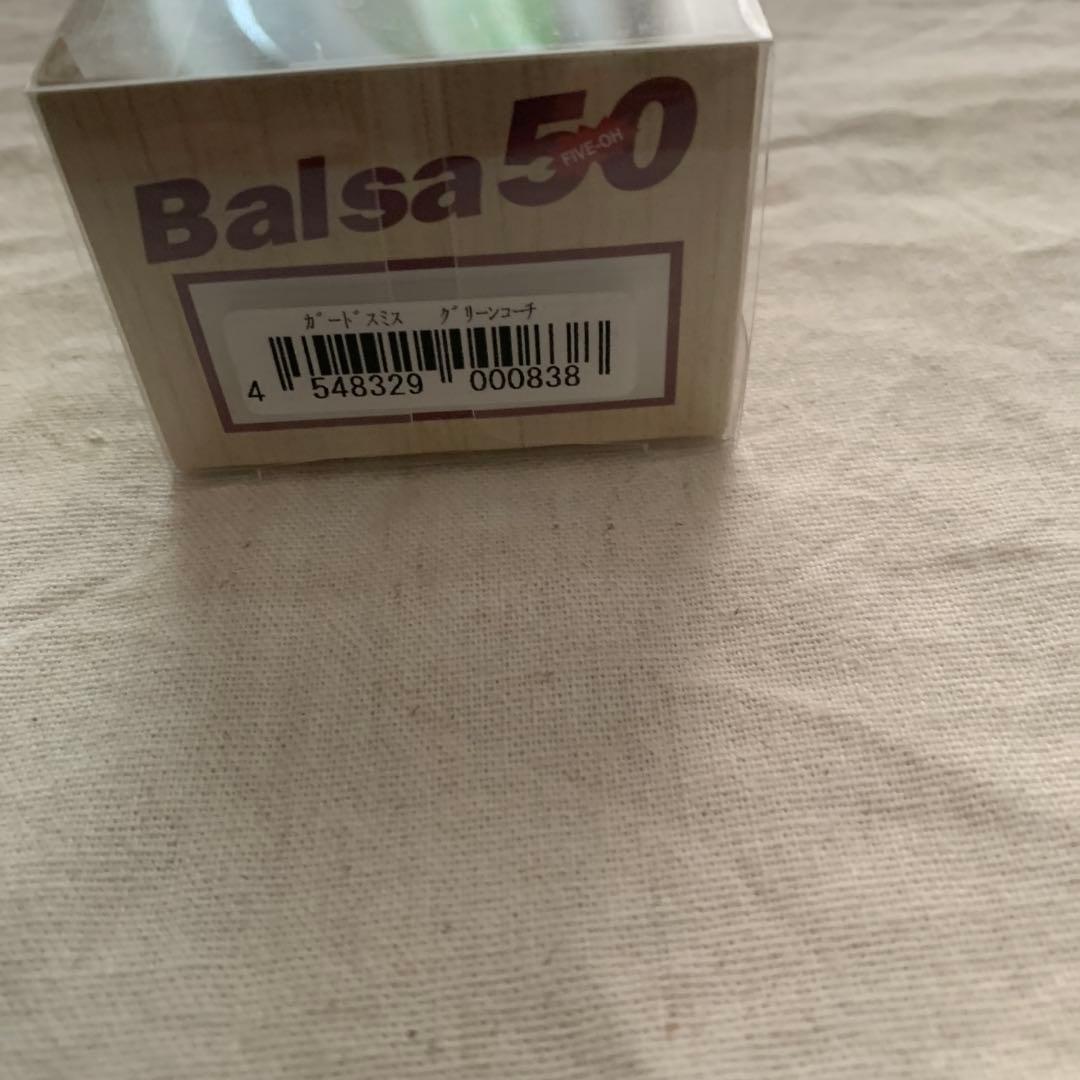 Balsa50
FIVE-OH
ｶﾞｰﾄﾞｽﾐｽ ｸﾞﾘｰﾝｺｰﾁ
4 548329 000838